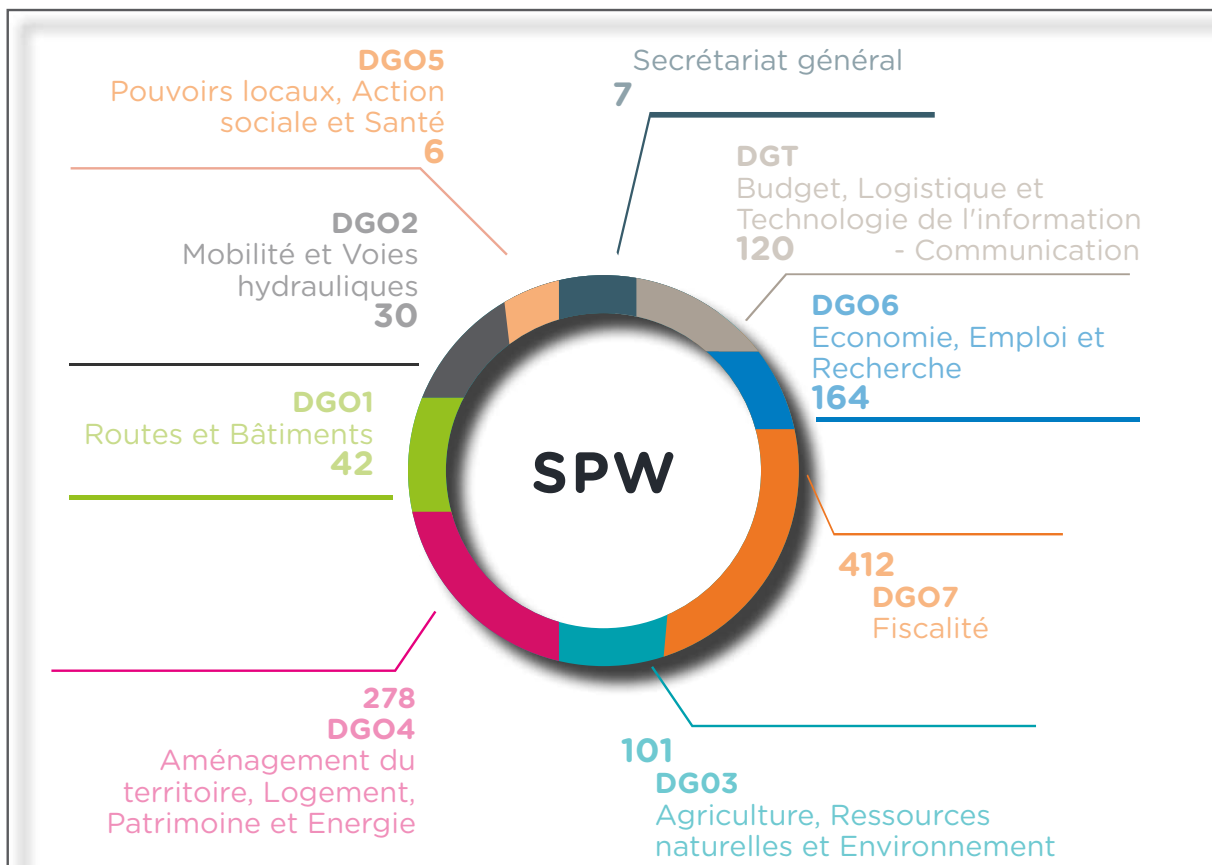 DGO5
Pouvoirs locaux, Action
sociale et Santé
6
Secrétariat général
7
DGT
Budget, Logistique et
Technologie de l'information
120 - Communication
DGO2
Mobilité et Voies
hydrauliques
30
DGO6
Economie, Emploi et
Recherche
164
DGO1
Routes et Bâtiments
42
SPW
412
DGO7
Fiscalité
278
DGO4
Aménagement du
territoire, Logement,
Patrimoine et Energie
101
DG03
Agriculture, Ressources
naturelles et Environnement